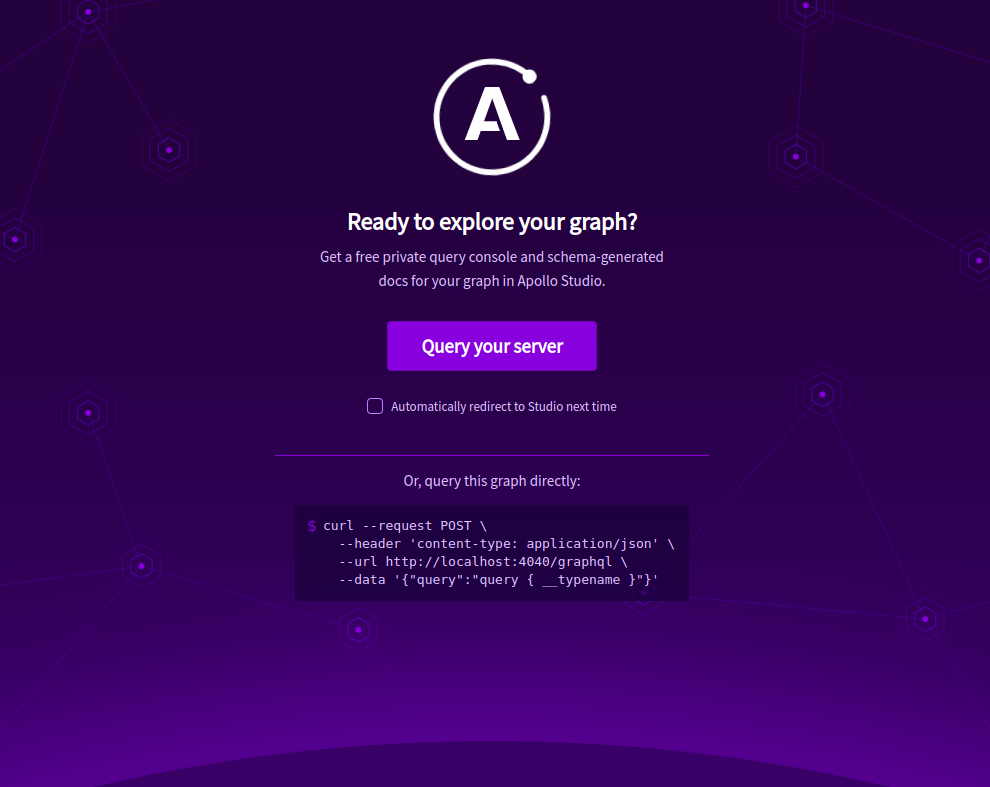 A
Ready to explore your graph?
Get a free private query console and schema-generated
docs for your graph in Apollo Studio.
Query your server
Automatically redirect to Studio next time
Or, query this graph directly:
$ curl --request POST \
--header 'content-type: application/json' \
--url http://localhost:4040/graphql \
--data '{"query":"query { __typename }"}'